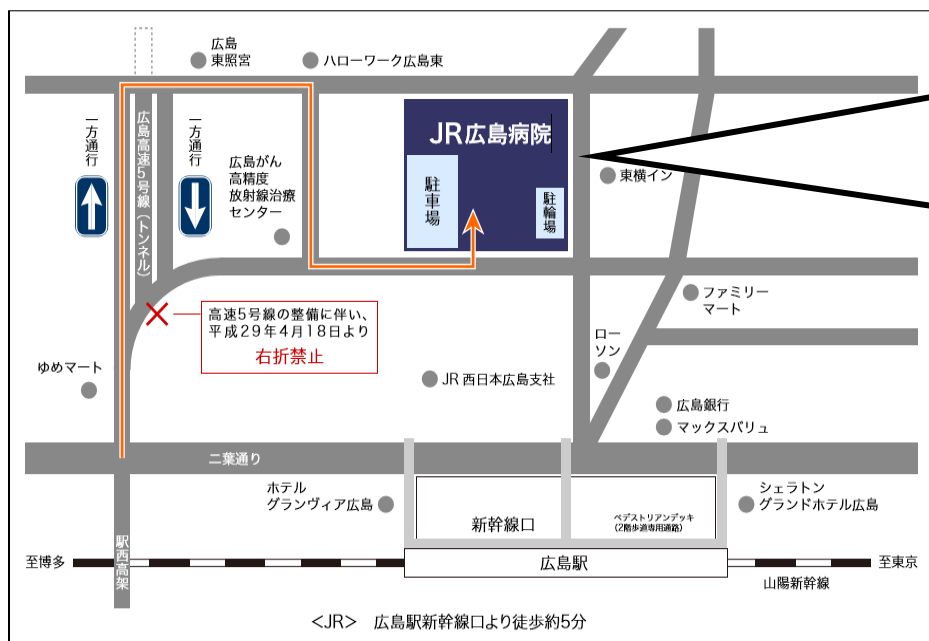 広島
東照宮
ハローワーク広島東
一方通行
広島高速5号線(トンネル)
一方通行
広島がん
高精度
放射線治療
センター
JR広島病院
駐車場
駐輪場
東横イン
高速5号線の整備に伴い、
平成29年4月18日より
右折禁止
ファミリー
マート
ローソン
ゆめマート
JR 西日本広島支社
広島銀行
マックスバリュ
二葉通り
ホテル
グランヴィア広島
新幹線口
ペデストリアンデッキ
(2階歩道専用通路)
シェラトン
グランドホテル広島
駅西高架
至博多
広島駅
至東京
山陽新幹線
<JR> 広島駅新幹線口より徒歩約5分